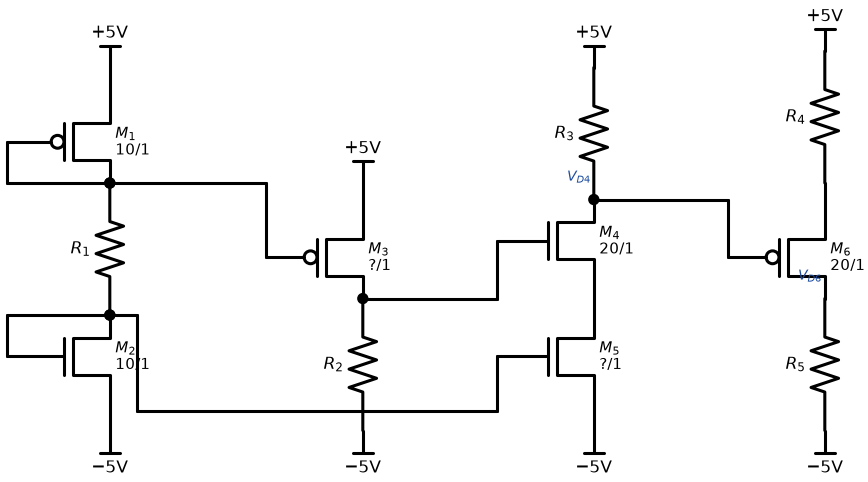 +5V
+5V
+5V
+5V
M1
10/1
R1
M2
10/1
−5V
M3
?/1
R2
−5V
R3
VD4
M4
20/1
M5
?/1
−5V
R4
M6
20/1
VD6
R5
−5V